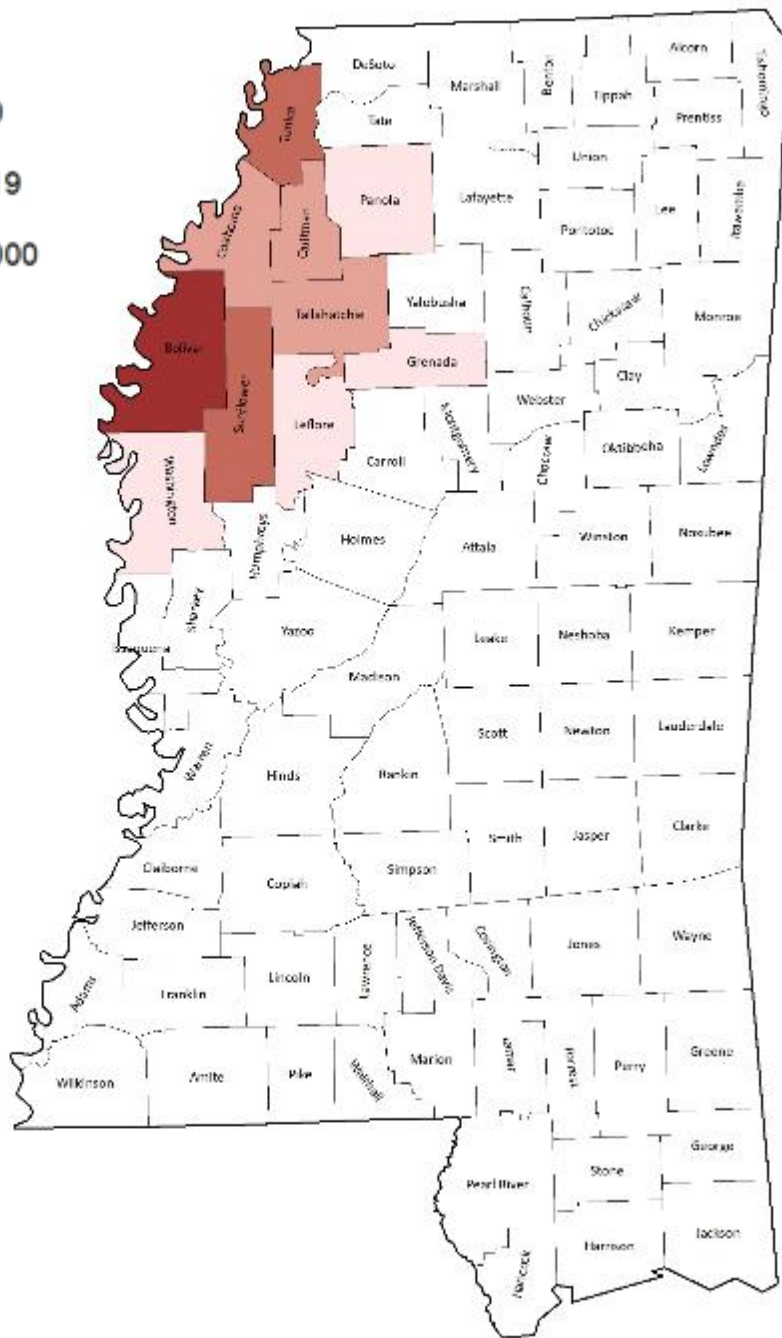 9
000
DeSoto
Marshall
Benton
Tippah
Alcorn
Tishomingo
Tunica
Tate
Prentiss
Union
Panola
Lafayette
Pontotoc
Lee
Itawamba
Coahoma
Quitman
Yalobusha
Calhoun
Chickasaw
Monroe
Tallahatchie
Bolivar
Grenada
Clay
Webster
Sunflower
Leflore
Carroll
Montgomery
Choctaw
Oktibbeha
Lowndes
Washington
Humphreys
Holmes
Attala
Winston
Noxubee
Sharkey
Yazoo
Leake
Neshoba
Kemper
Madison
Scott
Newton
Lauderdale
Warren
Hinds
Rankin
Smith
Jasper
Clarke
Claiborne
Copiah
Simpson
Jefferson
Lawrence
Jefferson Davis
Covington
Jones
Wayne
Adams
Franklin
Lincoln
Wilkinson
Amite
Pike
Walthall
Marion
Lamar
Forrest
Perry
Greene
George
Pearl River
Stone
Hancock
Harrison
Jackson